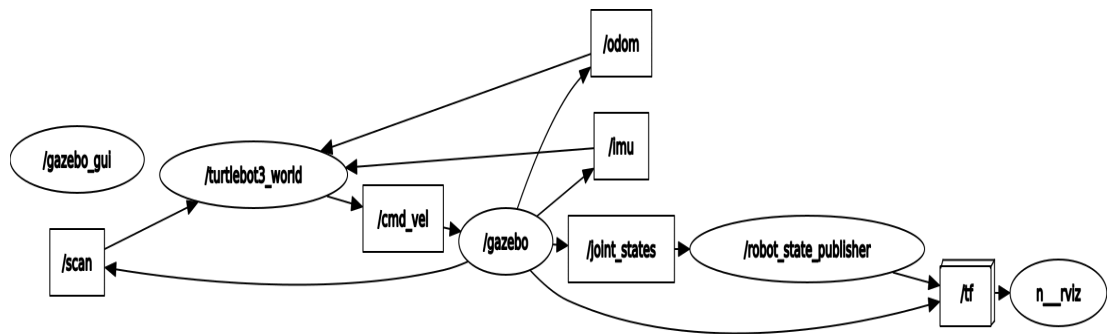 /odom
/imu
/gazebo_gui
/turtlebot3_world
/cmd_vel
/gazebo
/joint_states
/robot_state_publisher
/scan
/tf
n__rviz